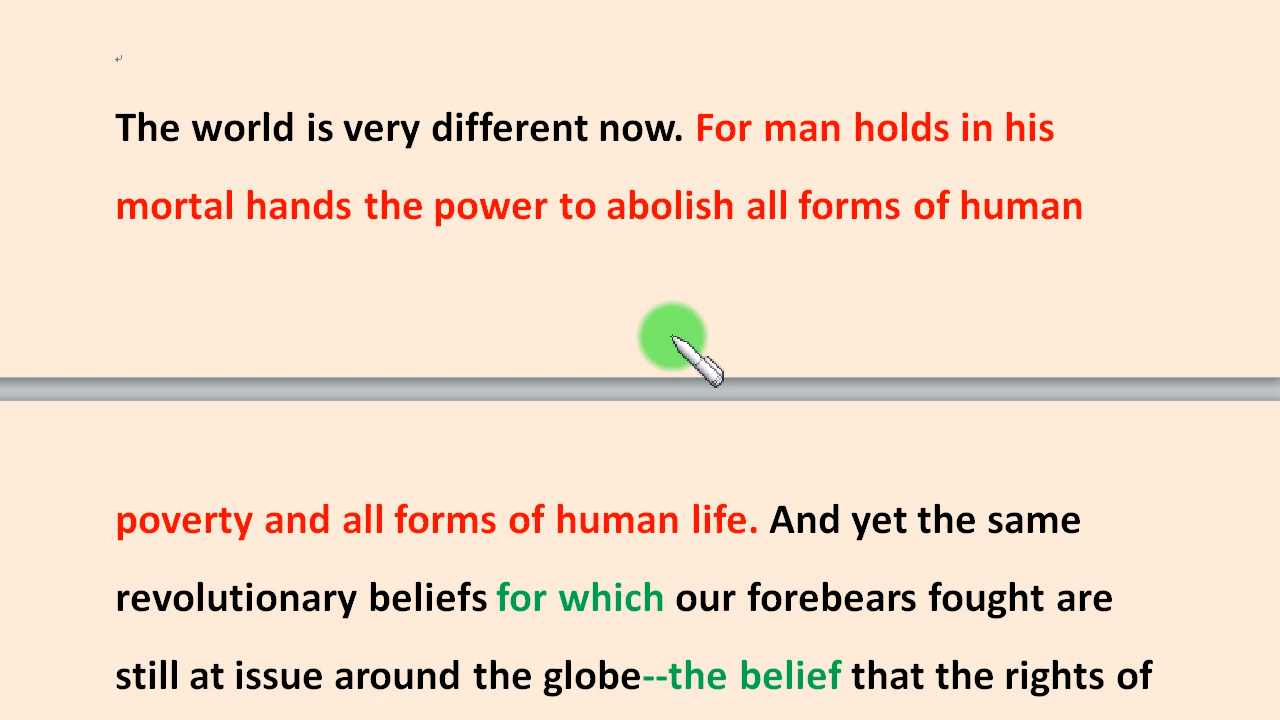 The world is very different now. For man holds in his
mortal hands the power to abolish all forms of human
poverty and all forms of human life. And yet the same
revolutionary beliefs for which our forebears fought are
still at issue around the globe--the belief that the rights of